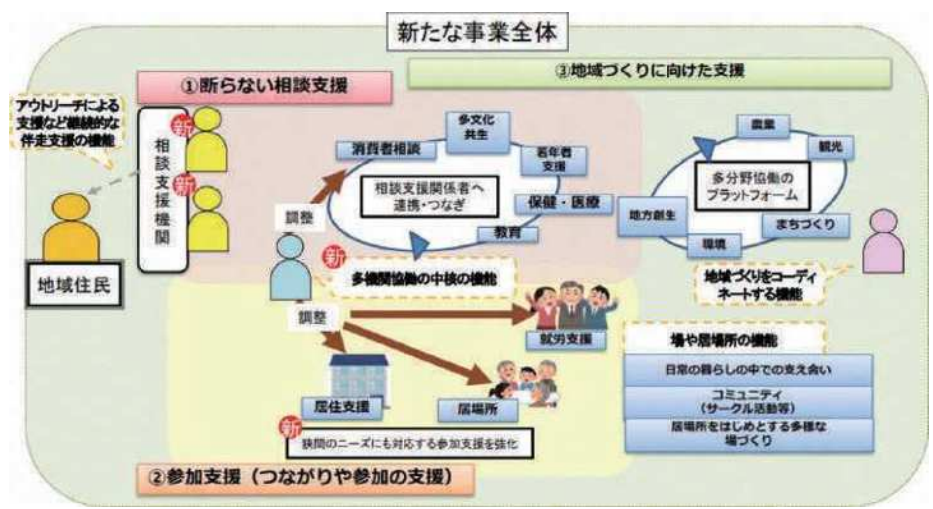 新たな事業全体
①断らない相談支援
③地域づくりに向けた支援
アウトリーチによる
支援など継続的な
伴走支援の機能
新
新
相談支援機関
地域住民
調整
消費者相談
多文化
共生
若年者
支援
保健・医療
教育
相談支援関係者へ
連携・つなぎ
新
多機関協働の中核の機能
農業
観光
まちづくり
環境
地方創生
多分野協働の
プラットフォーム
地域づくりをコーディ
ネートする機能
調整
就労支援
居住支援
居場所
新
狭間のニーズにも対応する参加支援を強化
②参加支援（つながりや参加の支援）
場や居場所の機能
日常の暮らしの中での支え合い
コミュニティ
（サークル活動等）
居場所をはじめとする多様な
場づくり